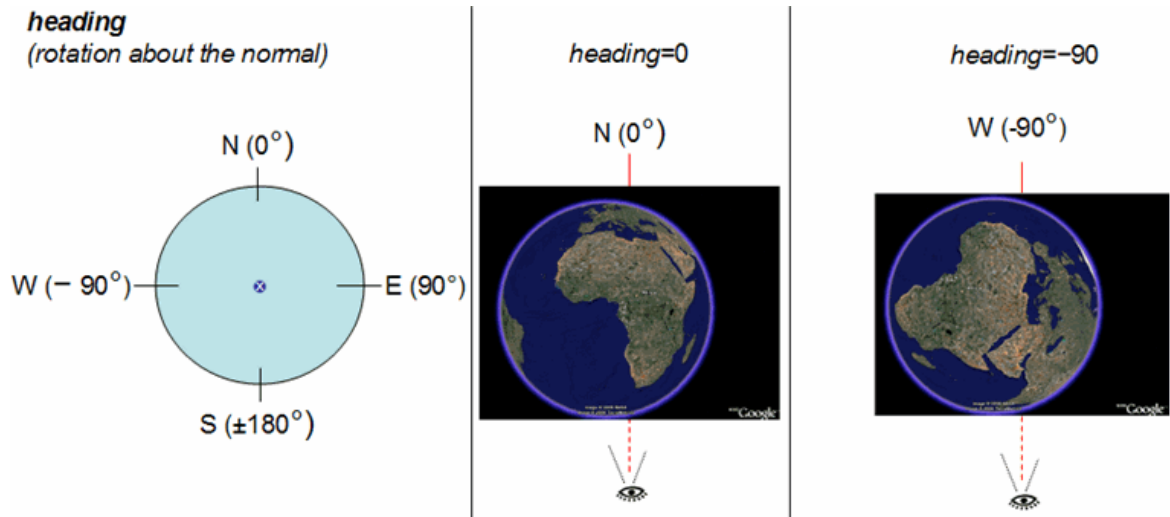 heading
(rotation about the normal)
N (0°)
W (− 90°)
E (90°)
S (±180°)
heading=0
N (0°)
Google
heading=−90
W (-90°)
Google